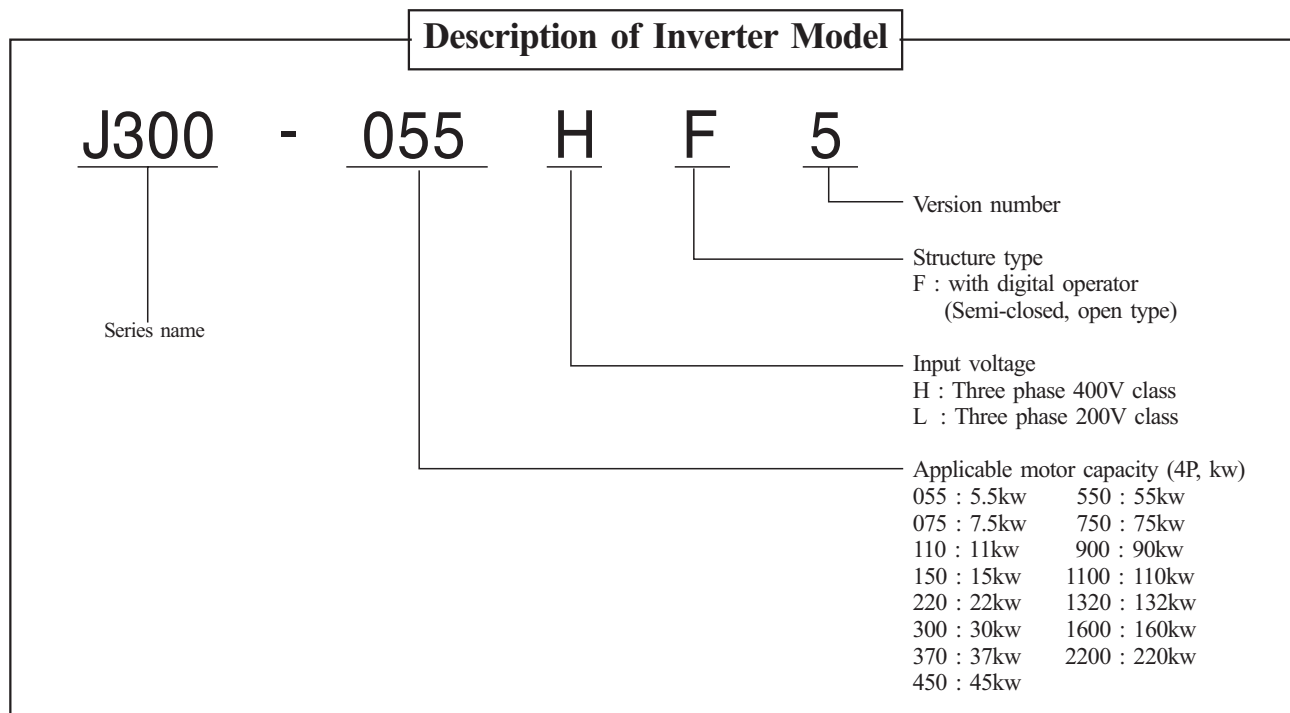 Description of Inverter Model
J300 - 055 H F 5
Version number
Structure type
F : with digital operator
(Semi-closed, open type)
Series name
Input voltage
H : Three phase 400V class
L : Three phase 200V class
Applicable motor capacity (4P, kw)
055 : 5.5kw 550 : 55kw
075 : 7.5kw 750 : 75kw
110 : 11kw 900 : 90kw
150 : 15kw 1100 : 110kw
220 : 22kw 1320 : 132kw
300 : 30kw 1600 : 160kw
370 : 37kw 2200 : 220kw
450 : 45kw